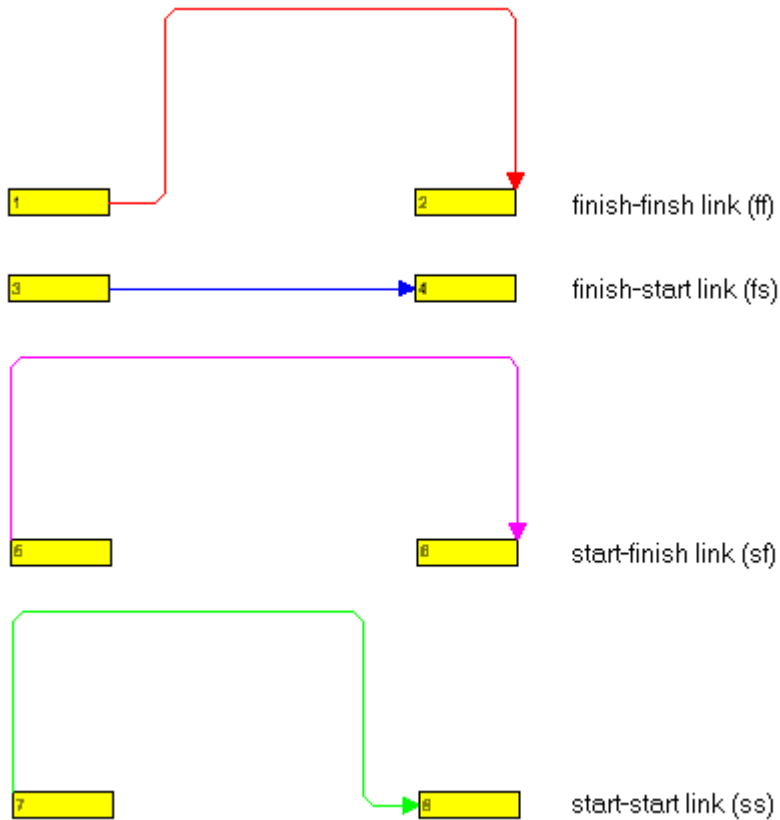 1 2 finish-finsh link (ff)
3 4 finish-start link (fs)
5 6 start-finish link (sf)
7 8 start-start link (ss)